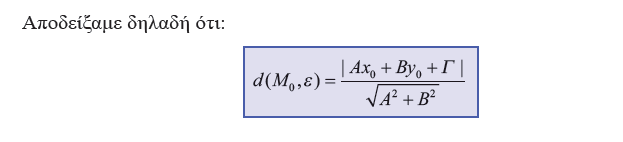 Αποδείξαμε δηλαδή ότι:
d(M₀,ε) = | Ax₀ + By₀ + Γ | / √(A² + B²)